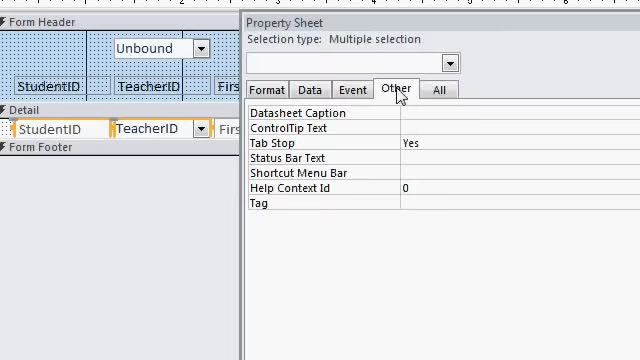 Form Header
Unbound
StudentID TeacherID Firs
Detail
StudentID TeacherID Firs
Form Footer
Property Sheet
Selection type: Multiple selection
Format Data Event Other All
Datasheet Caption
ControlTip Text
Tab Stop Yes
Status Bar Text
Shortcut Menu Bar
Help Context Id 0
Tag